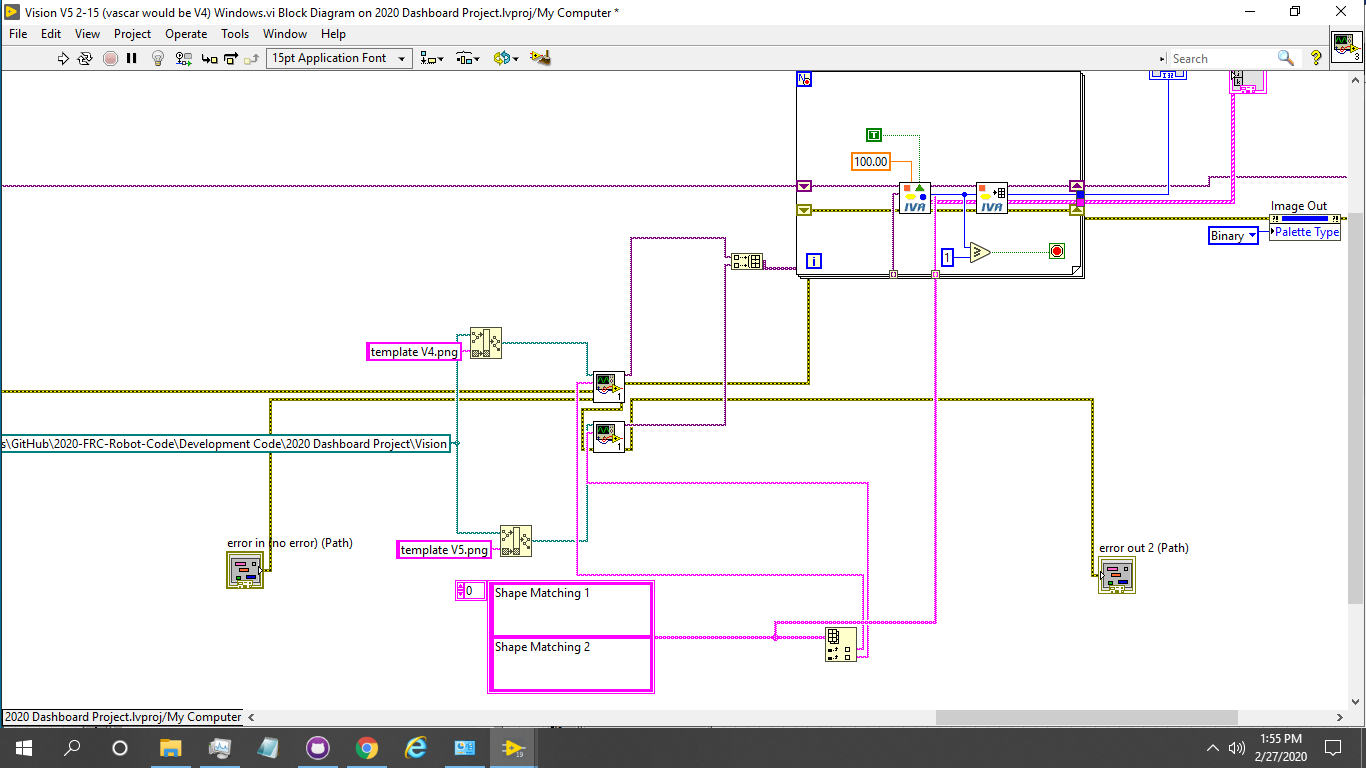 Vision V5 2-15 (vascar would be V4) Windows.vi Block Diagram on 2020 Dashboard Project.lvproj/My Computer *
File Edit View Project Operate Tools Window Help
15pt Application Font
Search
?
3
N
T
100.00
IVA
IVA
I32
Image Out
Palette Type
Binary
i
1
template V4.png
1
1
s\GitHub\2020-FRC-Robot-Code\Development Code\2020 Dashboard Project\Vision
template V5.png
error in (no error) (Path)
error out 2 (Path)
0
Shape Matching 1
Shape Matching 2
2020 Dashboard Project.lvproj/My Computer
19
1:55 PM
2/27/2020